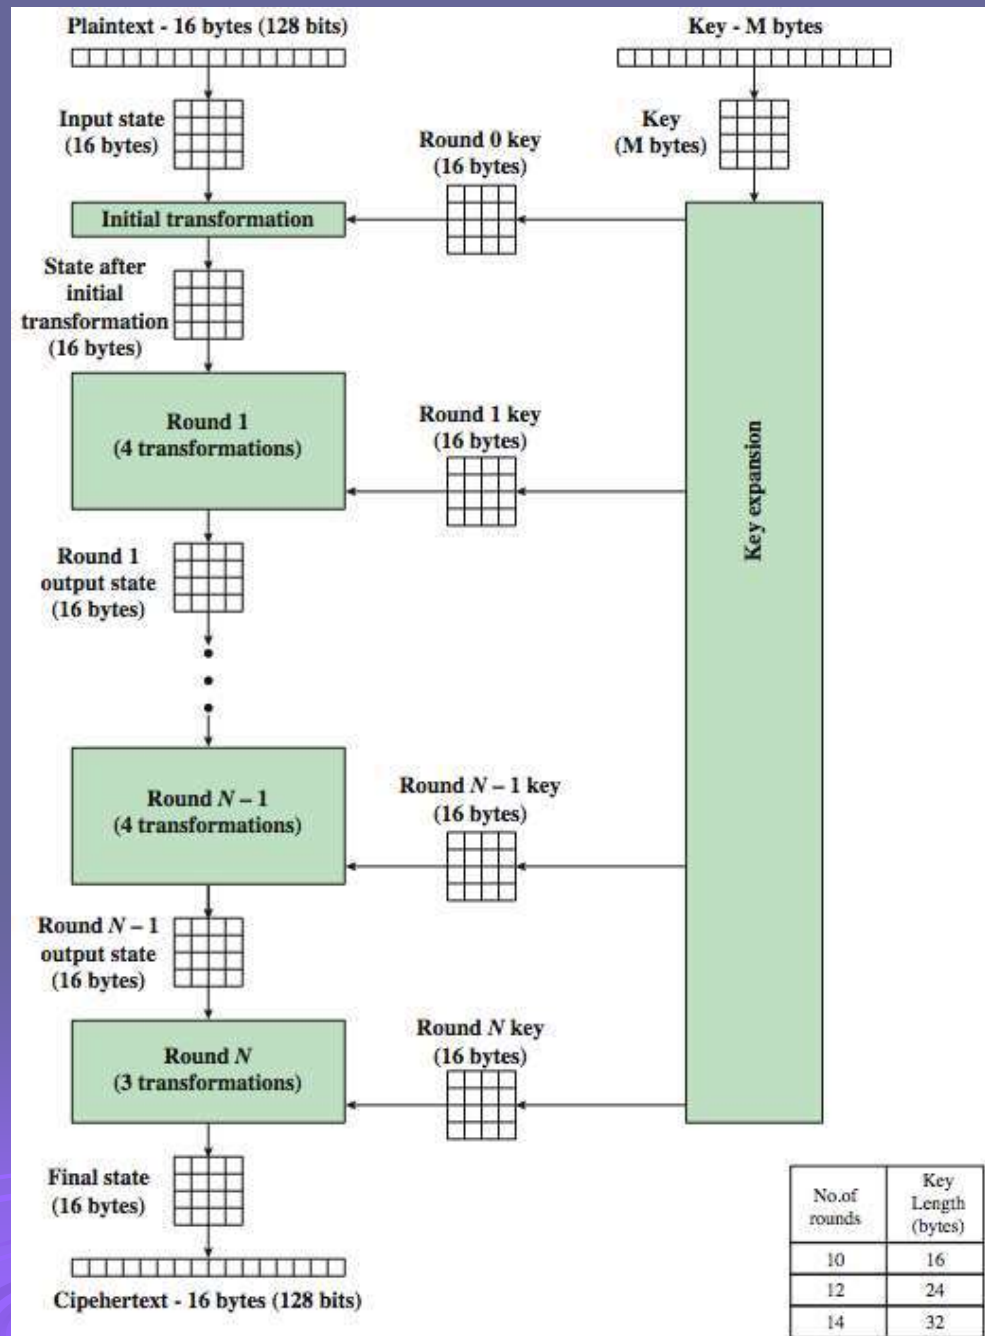 Plaintext - 16 bytes (128 bits)
Key - M bytes
Input state
(16 bytes)
Round 0 key
(16 bytes)
Key
(M bytes)
Initial transformation
State after
initial
transformation
(16 bytes)
Round 1
(4 transformations)
Round 1 key
(16 bytes)
Key expansion
Round 1
output state
(16 bytes)
Round N – 1
(4 transformations)
Round N – 1 key
(16 bytes)
Round N – 1
output state
(16 bytes)
Round N
(3 transformations)
Round N key
(16 bytes)
Final state
(16 bytes)
Cipehertext - 16 bytes (128 bits)
No.of
rounds
Key
Length
(bytes)
10 16
12 24
14 32